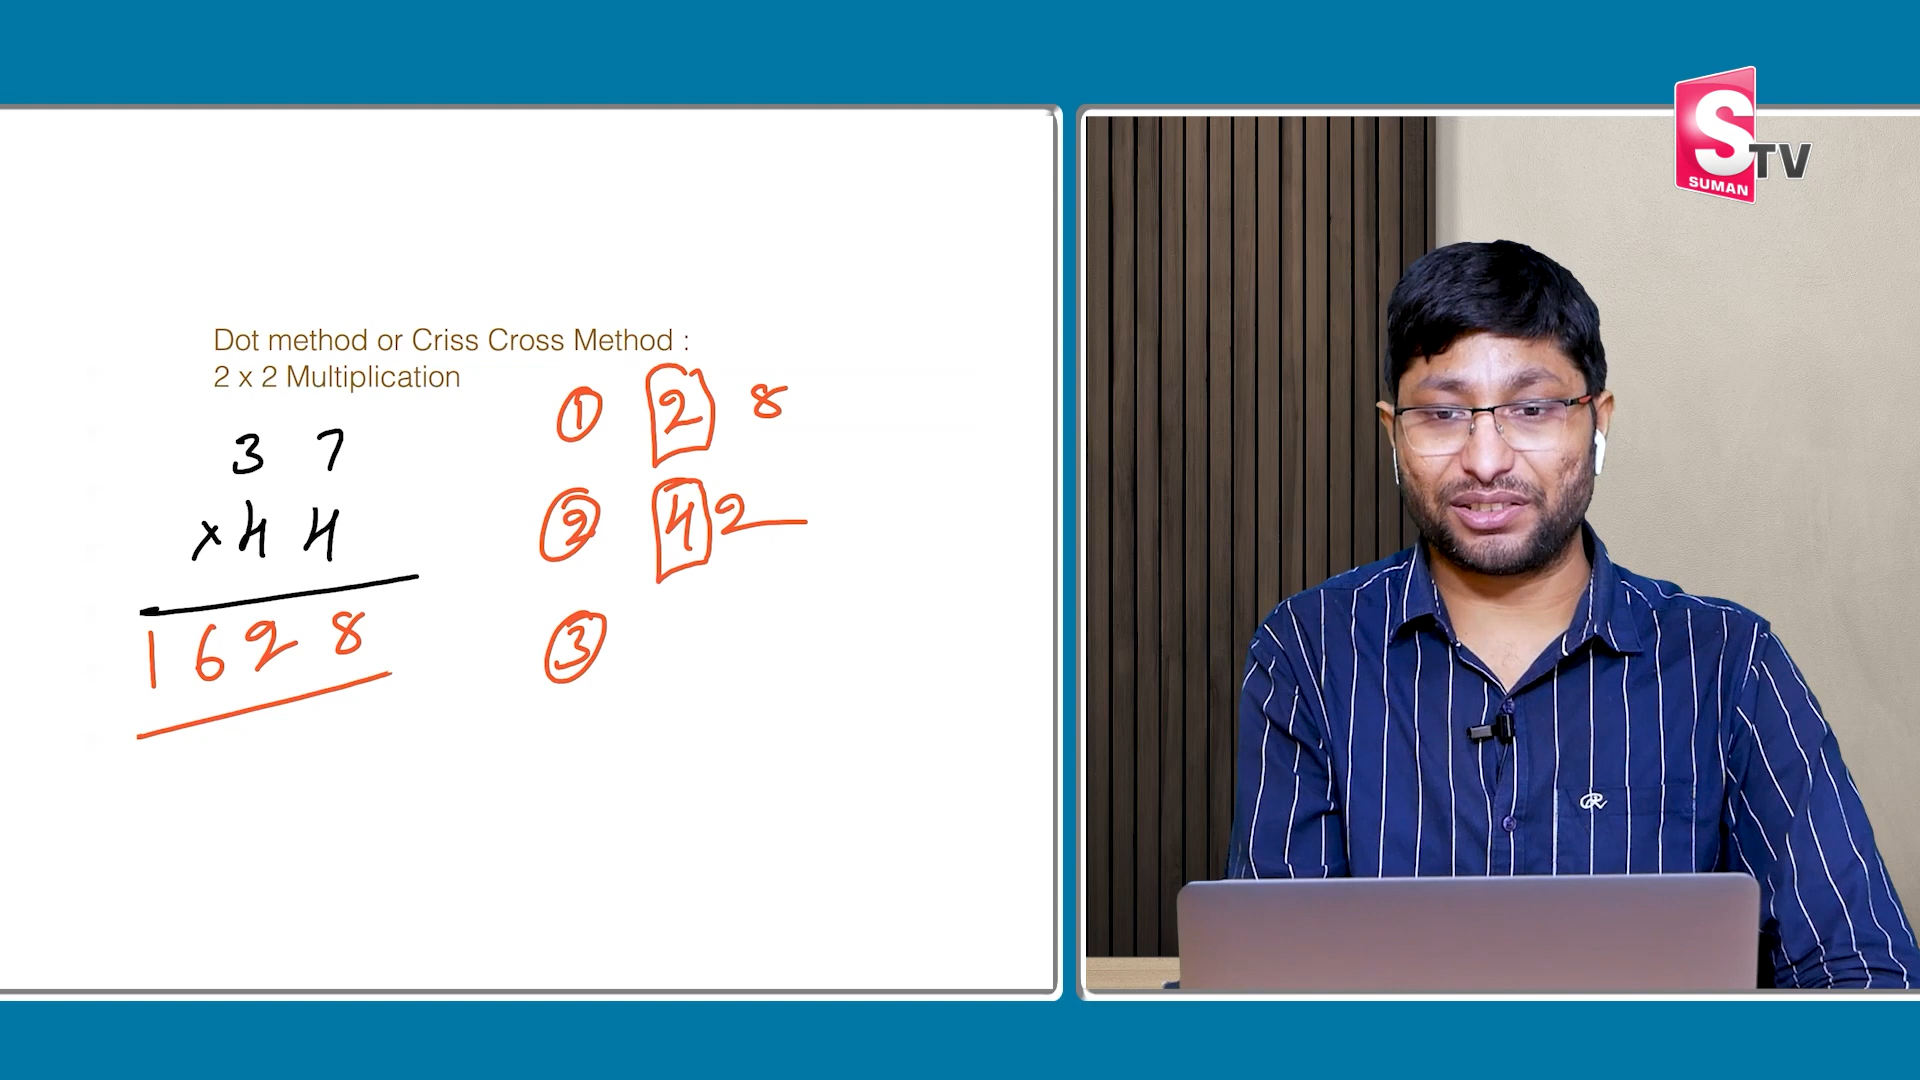 Dot method or Criss Cross Method :
2 x 2 Multiplication
3 7
x 4 4
1 6 2 8
① 2 8
② 4 2
③
S TV
SUMAN
R